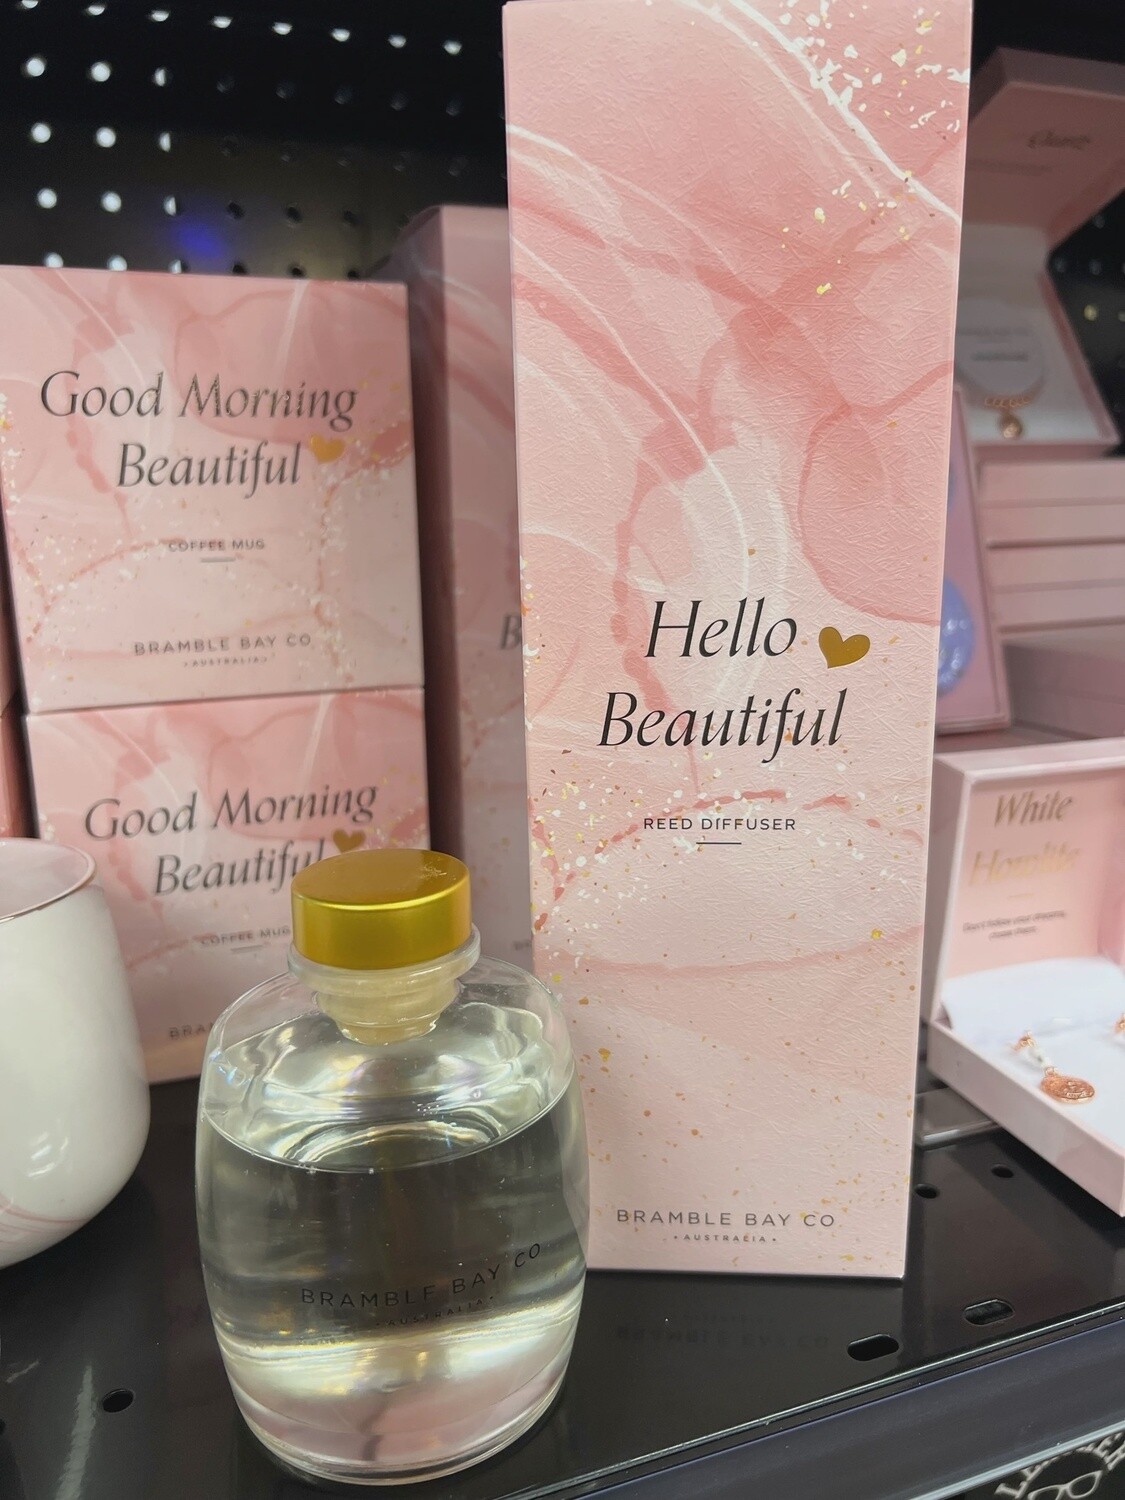 Good Morning
Beautiful
COFFEE MUG
BRAMBLE BAY CO
• AUSTRALIA •
Good Morning
Beautiful
COFFEE MUG
BRA
Hello
Beautiful
REED DIFFUSER
BRAMBLE BAY CO
• AUSTRALIA •
BRAMBLE BAY CO
• AUSTRALIA •
White
Howlite